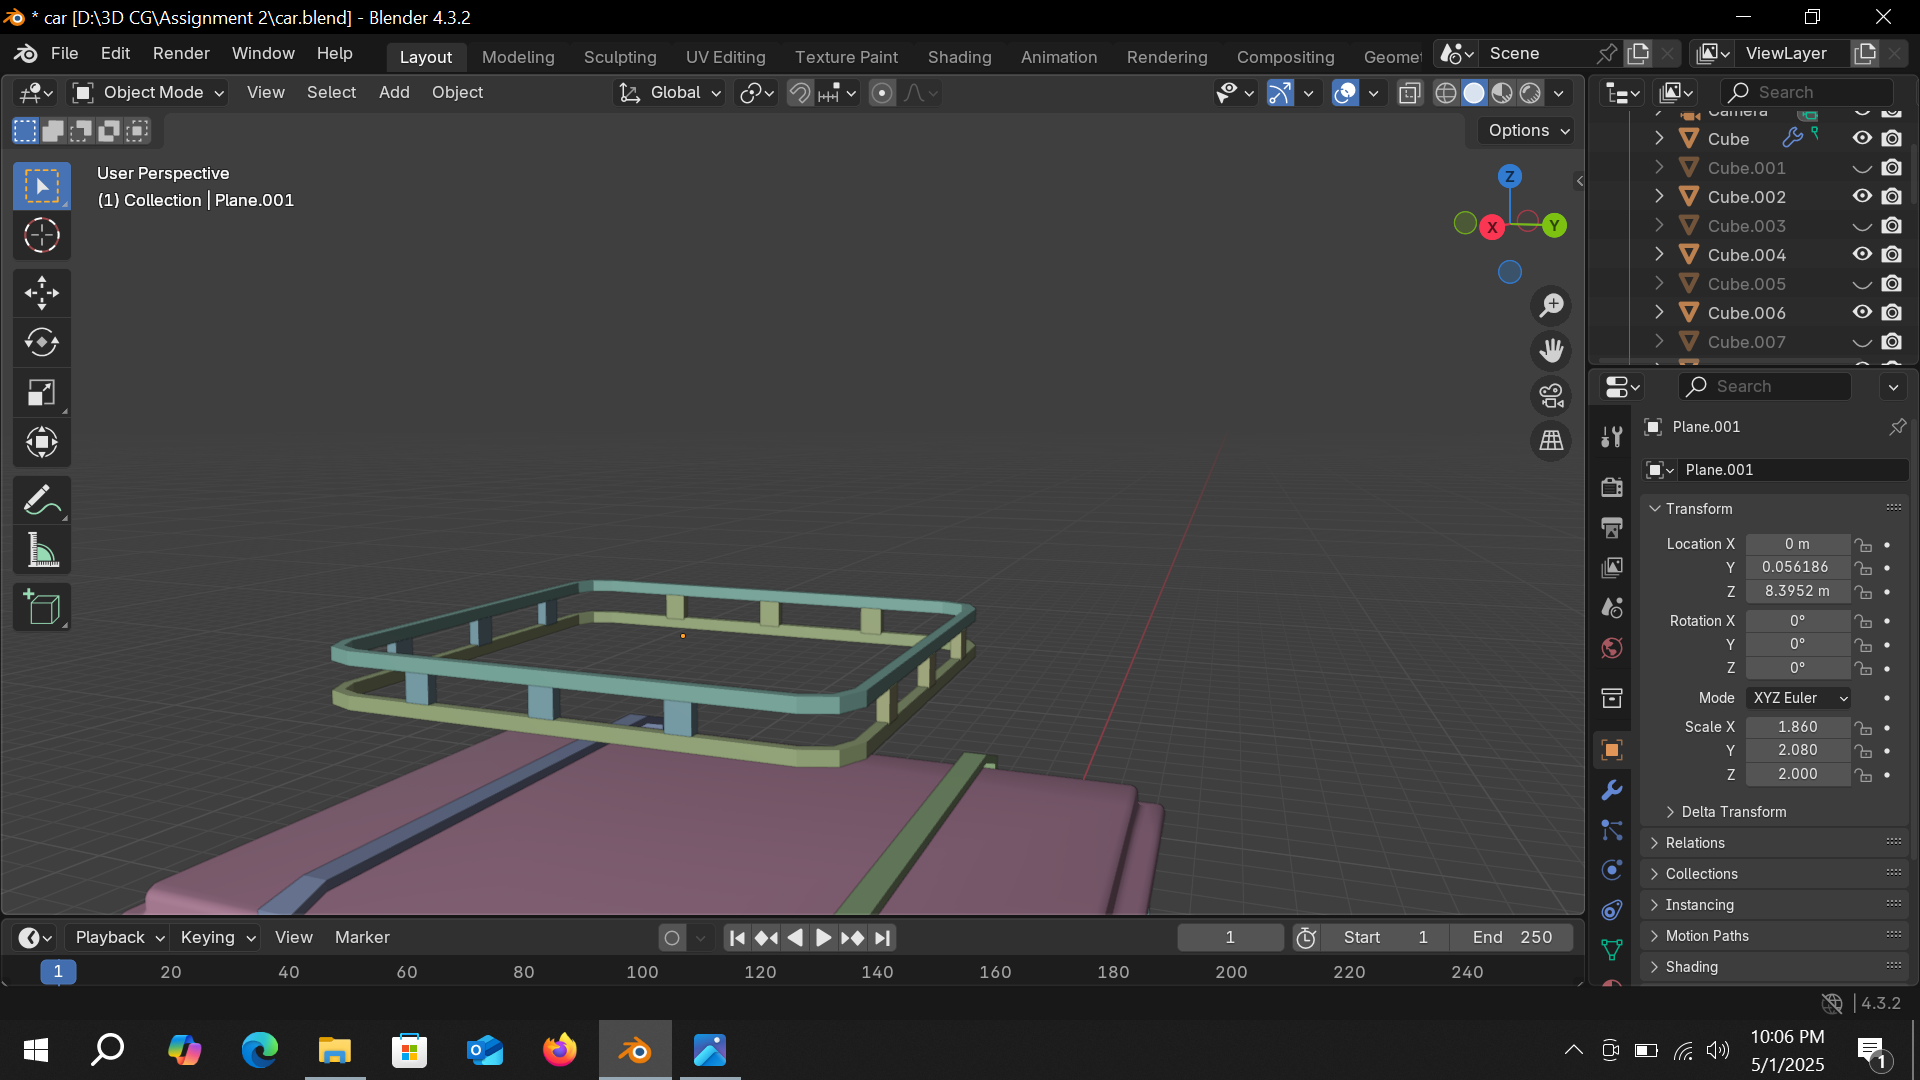 * car [D:\3D CG\Assignment 2\car.blend] - Blender 4.3.2
File Edit Render Window Help Layout Modeling Sculpting UV Editing Texture Paint Shading Animation Rendering Compositing Geomet Scene ViewLayer
Object Mode View Select Add Object Global Search
Options
User Perspective
(1) Collection | Plane.001
Z
X
Y
Camera
Cube
Cube.001
Cube.002
Cube.003
Cube.004
Cube.005
Cube.006
Cube.007
Search
Plane.001
Plane.001
Transform
Location X 0 m
Y 0.056186
Z 8.3952 m
Rotation X 0°
Y 0°
Z 0°
Mode XYZ Euler
Scale X 1.860
Y 2.080
Z 2.000
Delta Transform
Relations
Collections
Instancing
Motion Paths
Shading
Playback Keying View Marker 1 Start 1 End 250
1 20 40 60 80 100 120 140 160 180 200 220 240
4.3.2
10:06 PM
5/1/2025
1